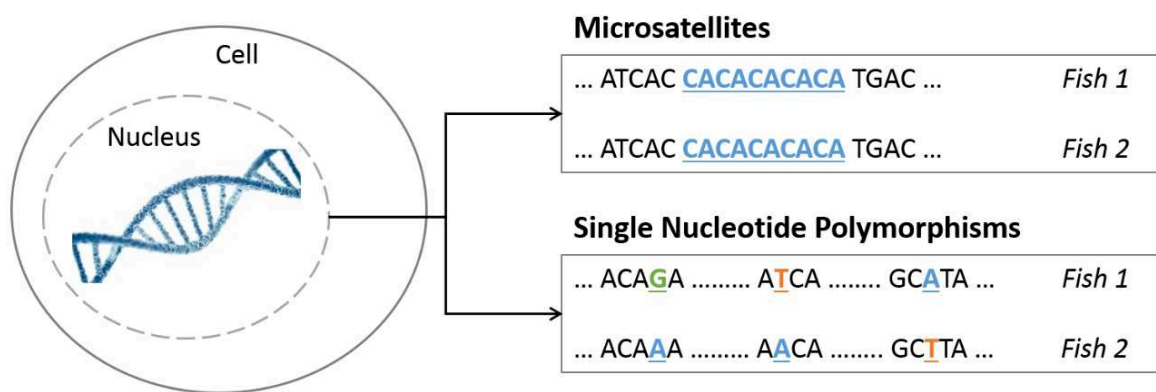 Cell
Nucleus
Microsatellites
... ATCAC CACACACACA TGAC ... Fish 1
... ATCAC CACACACACA TGAC ... Fish 2
Single Nucleotide Polymorphisms
... ACAGA ......... ATCA ........ GCATA ... Fish 1
... ACAAA ......... AACA ........ GCTTA ... Fish 2